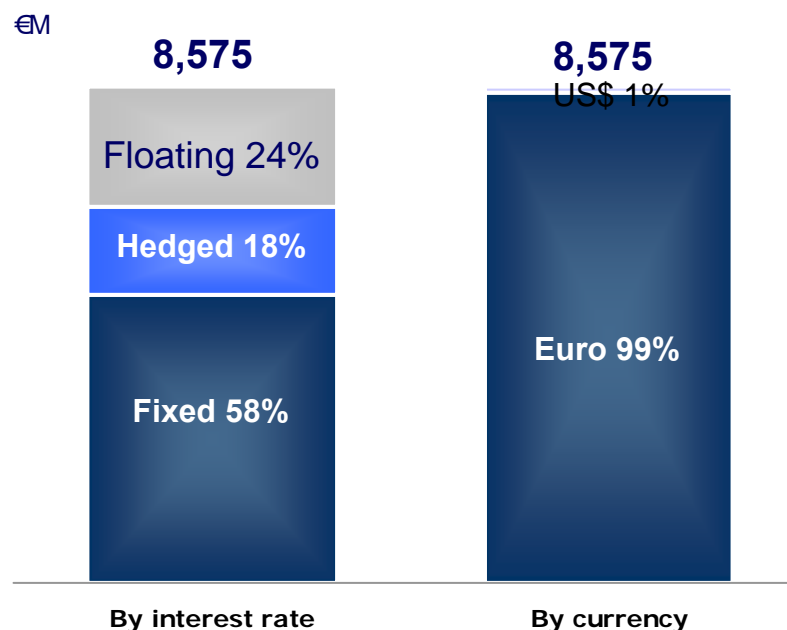 €M
8,575
8,575
US$ 1%
Floating 24%
Hedged 18%
Euro 99%
Fixed 58%
By interest rate
By currency